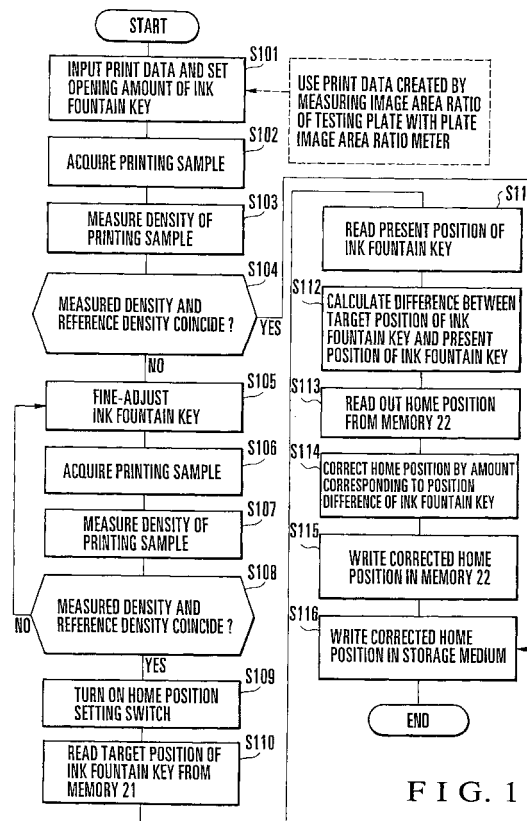 START
S101
INPUT PRINT DATA AND SET
OPENING AMOUNT OF INK
FOUNTAIN KEY
USE PRINT DATA CREATED BY
MEASURING IMAGE AREA RATIO
OF TESTING PLATE WITH PLATE
IMAGE AREA RATIO METER
S102
ACQUIRE PRINTING SAMPLE
S103
MEASURE DENSITY OF
PRINTING SAMPLE
S104
MEASURED DENSITY AND
REFERENCE DENSITY COINCIDE ?
YES
NO
S105
FINE-ADJUST
INK FOUNTAIN KEY
S106
ACQUIRE PRINTING SAMPLE
S107
MEASURE DENSITY OF
PRINTING SAMPLE
S108
MEASURED DENSITY AND
REFERENCE DENSITY COINCIDE ?
NO
YES
S109
TURN ON HOME POSITION
SETTING SWITCH
S110
READ TARGET POSITION OF
INK FOUNTAIN KEY FROM
MEMORY 21
S11
READ PRESENT POSITION OF
INK FOUNTAIN KEY
S112
CALCULATE DIFFERENCE BETWEEN
TARGET POSITION OF INK
FOUNTAIN KEY AND PRESENT
POSITION OF INK FOUNTAIN KEY
S113
READ OUT HOME POSITION
FROM MEMORY 22
S114
CORRECT HOME POSITION BY AMOUNT
CORRESPONDING TO POSITION
DIFFERENCE OF INK FOUNTAIN KEY
S115
WRITE CORRECTED HOME
POSITION IN MEMORY 22
S116
WRITE CORRECTED HOME
POSITION IN STORAGE MEDIUM
END
FIG. 1